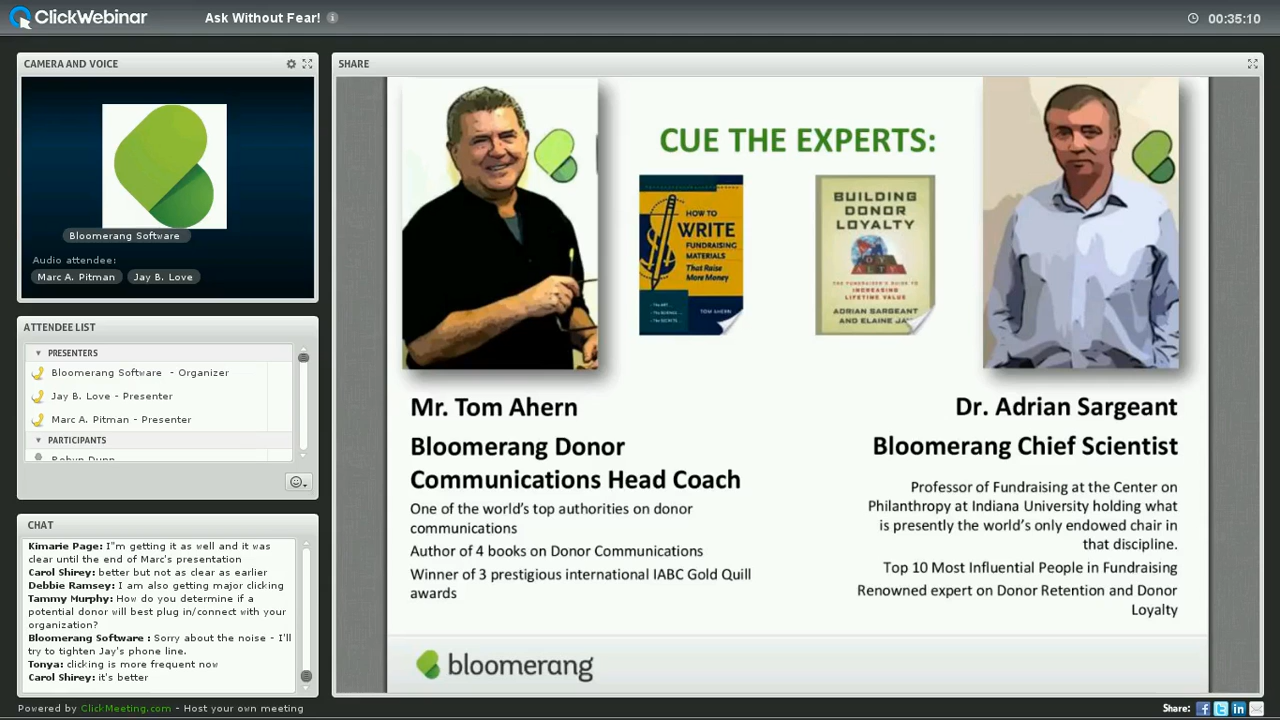 ClickWebinar
Ask Without Fear!
00:35:10
CAMERA AND VOICE
Bloomerang Software
Audio attendee:
Marc A. Pitman
Jay B. Love
ATTENDEE LIST
PRESENTERS
Bloomerang Software - Organizer
Jay B. Love - Presenter
Marc A. Pitman - Presenter
PARTICIPANTS
Robyn Dunn
CHAT
Kimarie Page: I"m getting it as well and it was
clear until the end of Marc's presentation
Carol Shirey: better but not as clear as earlier
Debbie Ramsey: I am also getting major clicking
Tammy Murphy: How do you determine if a
potential donor will best plug in/connect with your
organization?
Bloomerang Software : Sorry about the noise - I'll
try to tighten Jay's phone line.
Tonya: clicking is more frequent now
Carol Shirey: it's better
SHARE
CUE THE EXPERTS:
HOW TO
WRITE
FUNDRAISING
MATERIALS
That Raise
More Money
TOM AHERN
BUILDING
DONOR
LOYALTY
THE FUNDRAISER'S GUIDE TO
INCREASING
LIFETIME VALUE
ADRIAN SARGEANT
AND ELAINE JAY
Mr. Tom Ahern
Bloomerang Donor
Communications Head Coach
One of the world's top authorities on donor
communications
Author of 4 books on Donor Communications
Winner of 3 prestigious international IABC Gold Quill
awards
Dr. Adrian Sargeant
Bloomerang Chief Scientist
Professor of Fundraising at the Center on
Philanthropy at Indiana University holding what
is presently the world's only endowed chair in
that discipline.
Top 10 Most Influential People in Fundraising
Renowned expert on Donor Retention and Donor
Loyalty
bloomerang
Powered by ClickMeeting.com - Host your own meeting
Share: